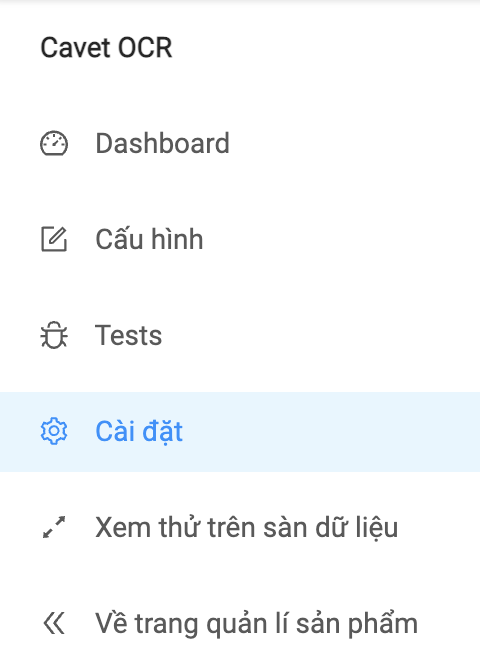 Cavet OCR
Dashboard
Cấu hình
Tests
Cài đặt
Xem thử trên sàn dữ liệu
Về trang quản lí sản phẩm